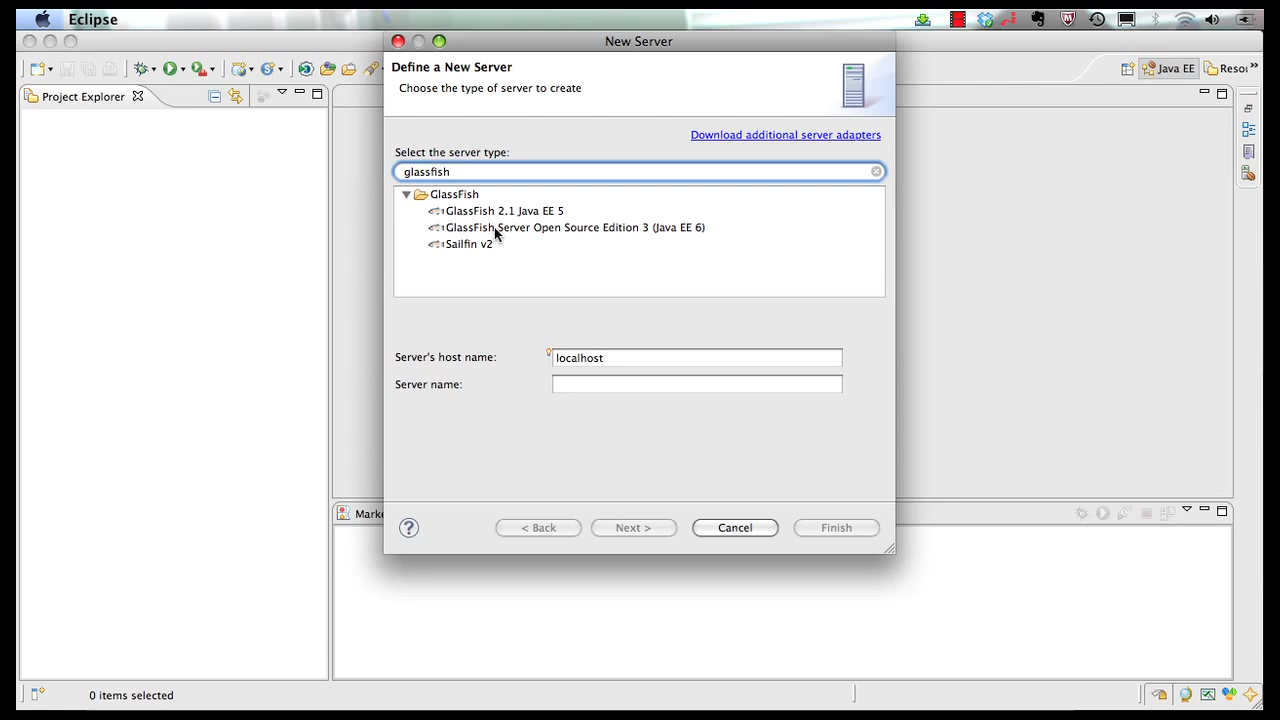 Eclipse
New Server
Define a New Server
Choose the type of server to create
Java EE
Project Explorer
Download additional server adapters
Select the server type:
glassfish
GlassFish
GlassFish 2.1 Java EE 5
GlassFish Server Open Source Edition 3 (Java EE 6)
Sailfin v2
Server's host name:
localhost
Server name:
?
< Back
Next >
Cancel
Finish
0 items selected